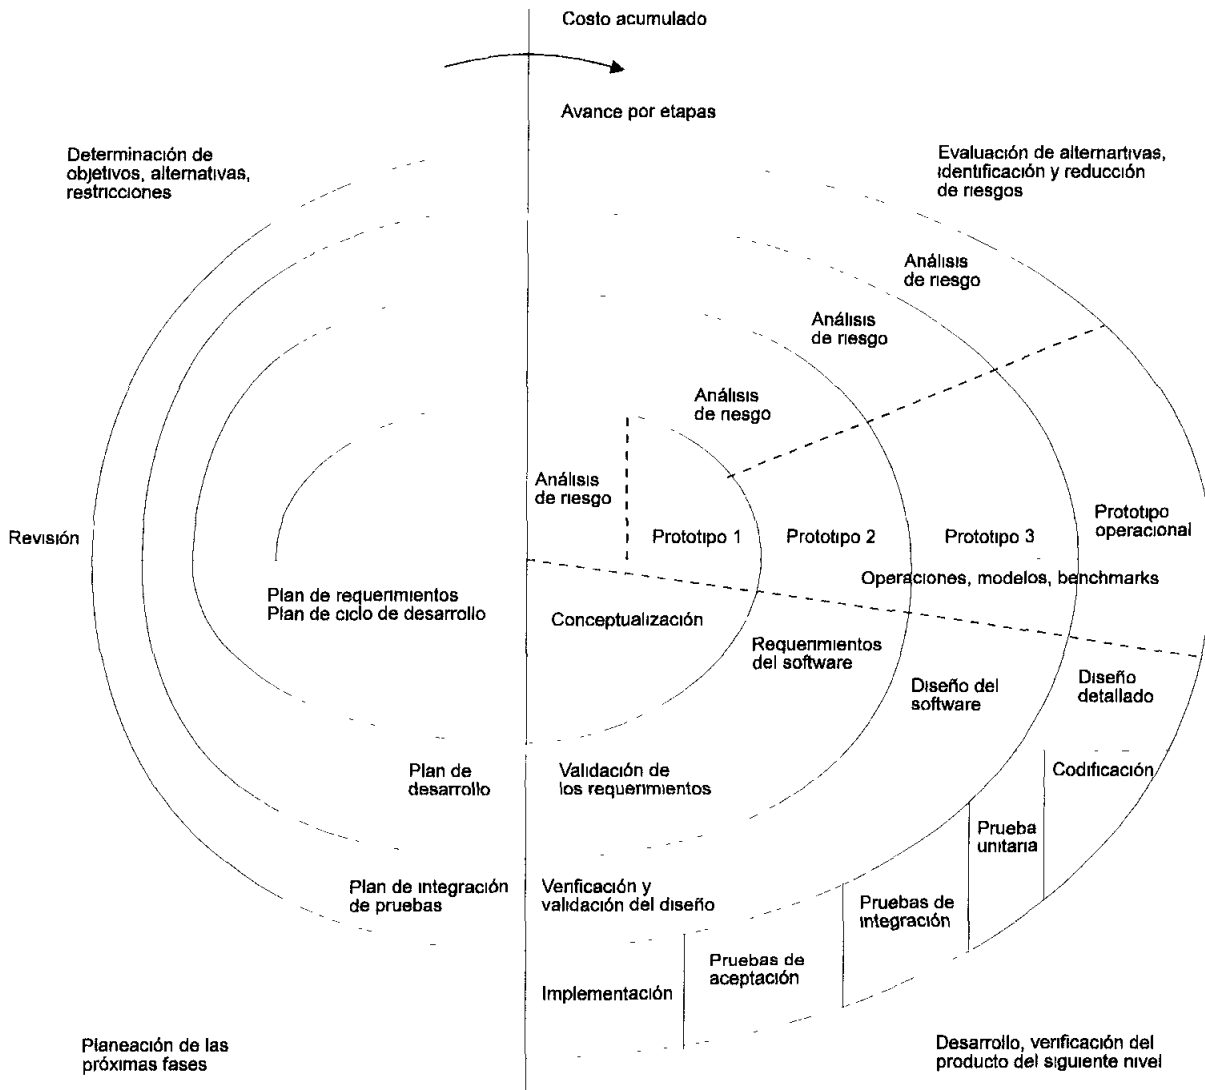 Costo acumulado
Avance por etapas
Determinación de
objetivos, alternativas,
restricciones
Evaluación de alternartivas,
identificación y reducción
de riesgos
Análisis
de riesgo
Análisis
de riesgo
Análisis
de riesgo
Análisis
de riesgo
Revisión
Prototipo 1
Prototipo 2
Prototipo 3
Prototipo
operacional
Operaciones, modelos, benchmarks
Plan de requerimientos
Plan de ciclo de desarrollo
Conceptualización
Requerimientos
del software
Diseño del
software
Diseño
detallado
Plan de
desarrollo
Validación de
los requerimientos
Codificación
Prueba
unitaria
Plan de integración
de pruebas
Verificación y
validación del diseño
Pruebas de
integración
Pruebas de
aceptación
Implementación
Planeación de las
próximas fases
Desarrollo, verificación del
producto del siguiente nivel